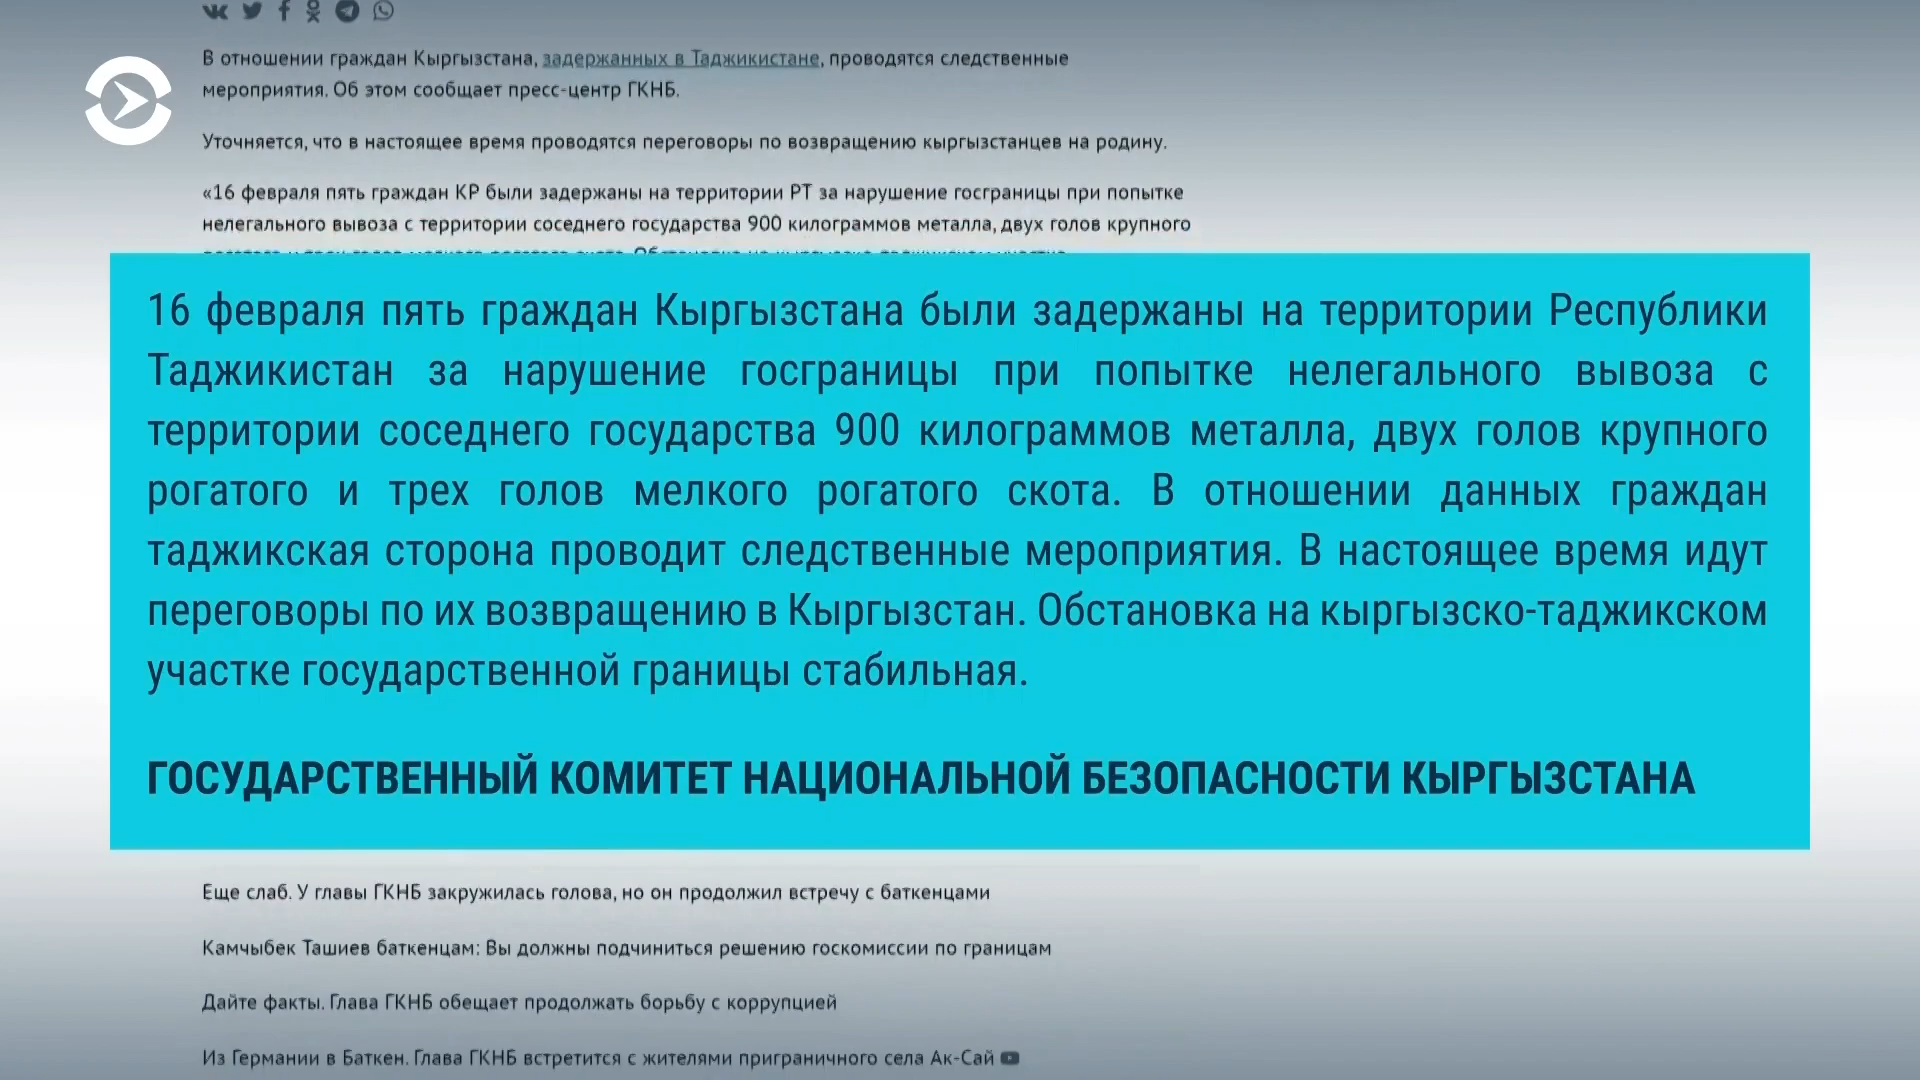 В отношении граждан Кыргызстана, задержанных в Таджикистане, проводятся следственные
мероприятия. Об этом сообщает пресс-центр ГКНБ.
Уточняется, что в настоящее время проводятся переговоры по возвращению кыргызстанцев на родину.
«16 февраля пять граждан КР были задержаны на территории РТ за нарушение госграницы при попытке
нелегального вывоза с территории соседнего государства 900 килограммов металла, двух голов крупного
16 февраля пять граждан Кыргызстана были задержаны на территории Республики
Таджикистан за нарушение госграницы при попытке нелегального вывоза с
территории соседнего государства 900 килограммов металла, двух голов крупного
рогатого и трех голов мелкого рогатого скота. В отношении данных граждан
таджикская сторона проводит следственные мероприятия. В настоящее время идут
переговоры по их возвращению в Кыргызстан. Обстановка на кыргызско-таджикском
участке государственной границы стабильная.
ГОСУДАРСТВЕННЫЙ КОМИТЕТ НАЦИОНАЛЬНОЙ БЕЗОПАСНОСТИ КЫРГЫЗСТАНА
Еще слаб. У главы ГКНБ закружилась голова, но он продолжил встречу с баткенцами
Камчыбек Ташиев баткенцам: Вы должны подчиниться решению госкомиссии по границам
Дайте факты. Глава ГКНБ обещает продолжать борьбу с коррупцией
Из Германии в Баткен. Глава ГКНБ встретится с жителями приграничного села Ак-Сай